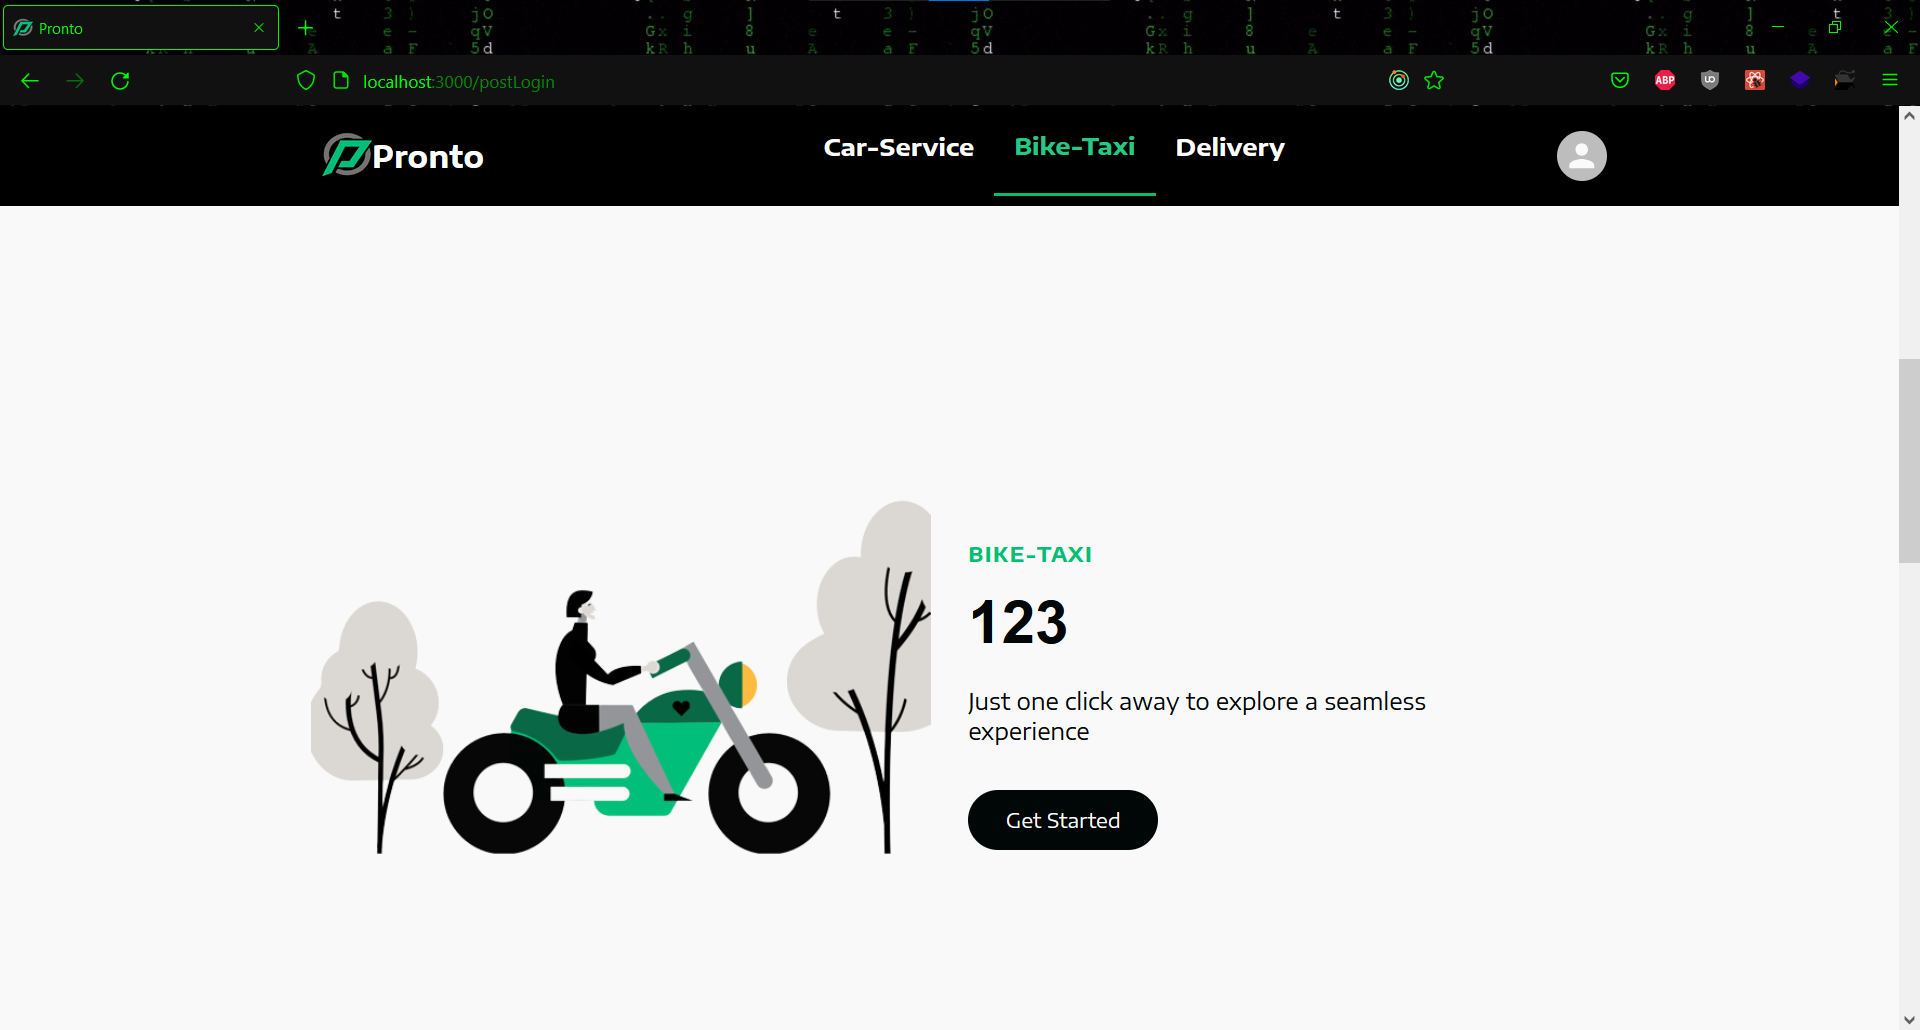 Pronto
localhost:3000/postLogin
ABP
Pronto
Car-Service
Bike-Taxi
Delivery
BIKE-TAXI
123
Just one click away to explore a seamless
experience
Get Started